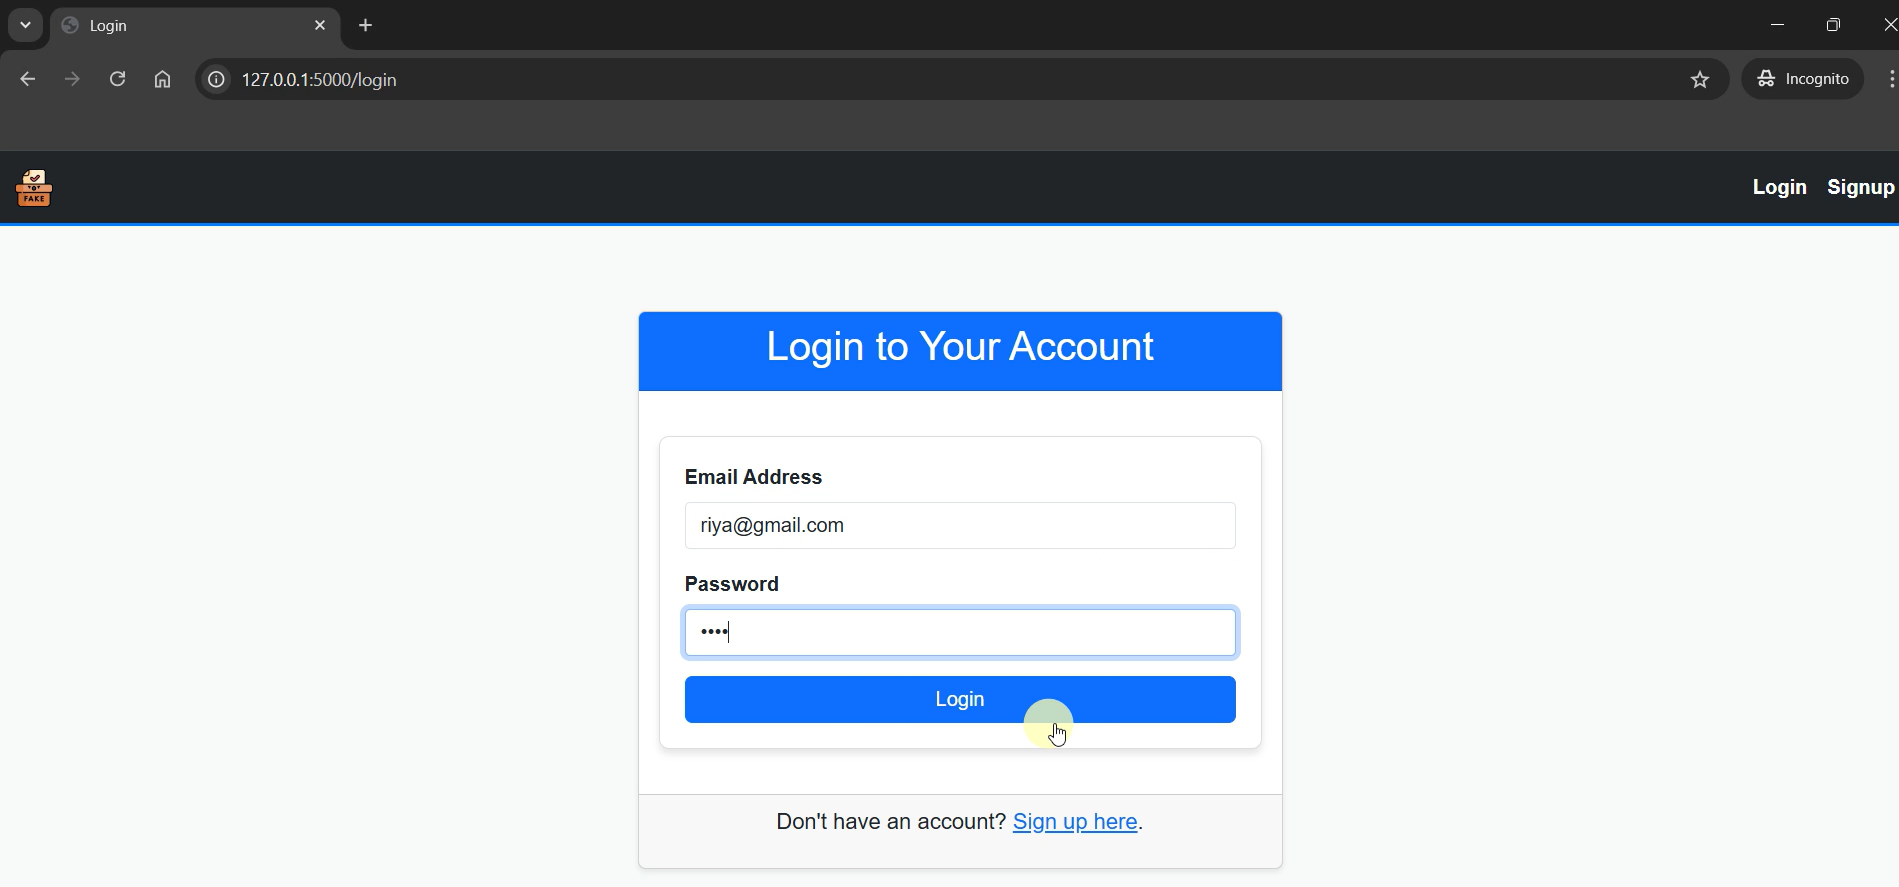 Login
127.0.0.1:5000/login
Incognito
FAKE
Login Signup
Login to Your Account
Email Address
riya@gmail.com
Password
••••
Login
Don't have an account? Sign up here.